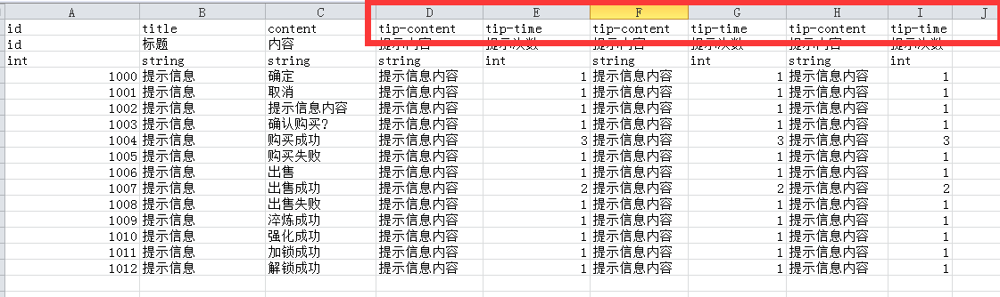 A B C D E F G H I J
id title content tip-content tip-time tip-content tip-time tip-content tip-time
id 标题 内容 提示内容 提示次数 提示内容 提示次数 提示内容 提示次数
int string string string int string int string int
1000 提示信息 确定 提示信息内容 1 提示信息内容 1 提示信息内容 1
1001 提示信息 取消 提示信息内容 1 提示信息内容 1 提示信息内容 1
1002 提示信息 提示信息内容 提示信息内容 1 提示信息内容 1 提示信息内容 1
1003 提示信息 确认购买? 提示信息内容 1 提示信息内容 1 提示信息内容 1
1004 提示信息 购买成功 提示信息内容 3 提示信息内容 3 提示信息内容 3
1005 提示信息 购买失败 提示信息内容 1 提示信息内容 1 提示信息内容 1
1006 提示信息 出售 提示信息内容 1 提示信息内容 1 提示信息内容 1
1007 提示信息 出售成功 提示信息内容 2 提示信息内容 2 提示信息内容 2
1008 提示信息 出售失败 提示信息内容 1 提示信息内容 1 提示信息内容 1
1009 提示信息 淬炼成功 提示信息内容 1 提示信息内容 1 提示信息内容 1
1010 提示信息 强化成功 提示信息内容 1 提示信息内容 1 提示信息内容 1
1011 提示信息 加锁成功 提示信息内容 1 提示信息内容 1 提示信息内容 1
1012 提示信息 解锁成功 提示信息内容 1 提示信息内容 1 提示信息内容 1